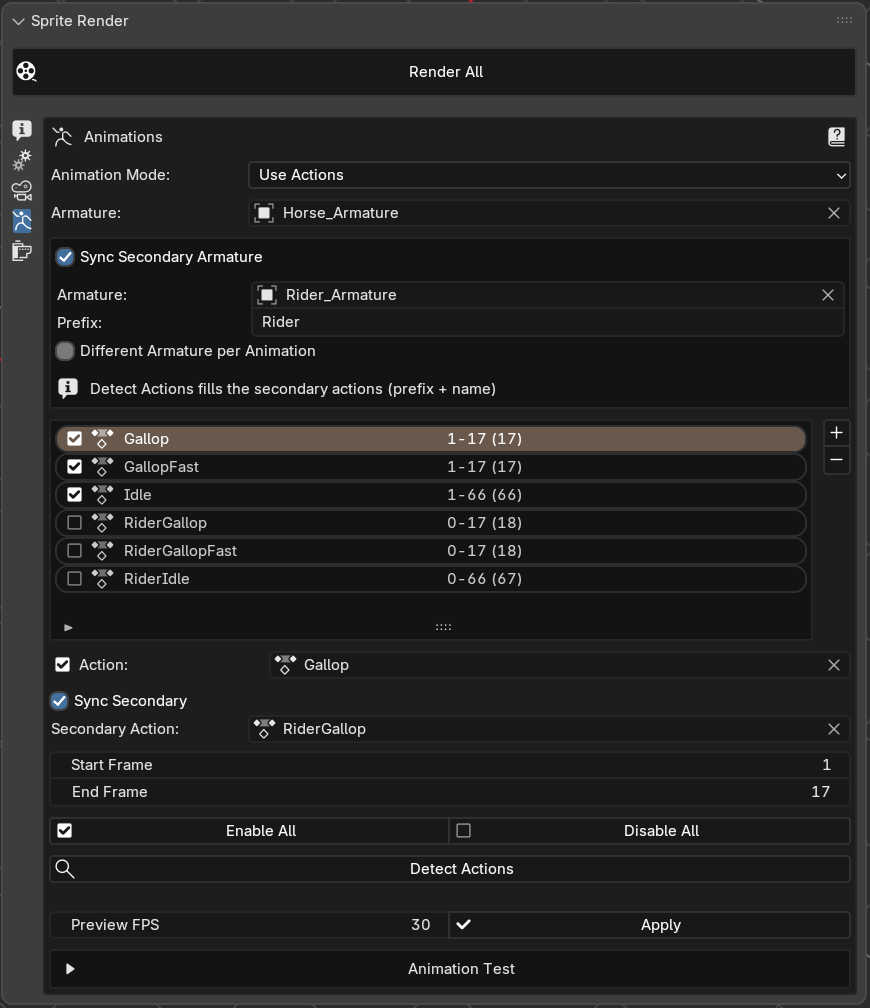 Sprite Render
Render All
Animations
Animation Mode: Use Actions
Armature: Horse_Armature
Sync Secondary Armature
Armature: Rider_Armature
Prefix: Rider
Different Armature per Animation
Detect Actions fills the secondary actions (prefix + name)
Gallop 1-17 (17)
GallopFast 1-17 (17)
Idle 1-66 (66)
RiderGallop 0-17 (18)
RiderGallopFast 0-17 (18)
RiderIdle 0-66 (67)
Action: Gallop
Sync Secondary
Secondary Action: RiderGallop
Start Frame 1
End Frame 17
Enable All Disable All
Detect Actions
Preview FPS 30 Apply
Animation Test